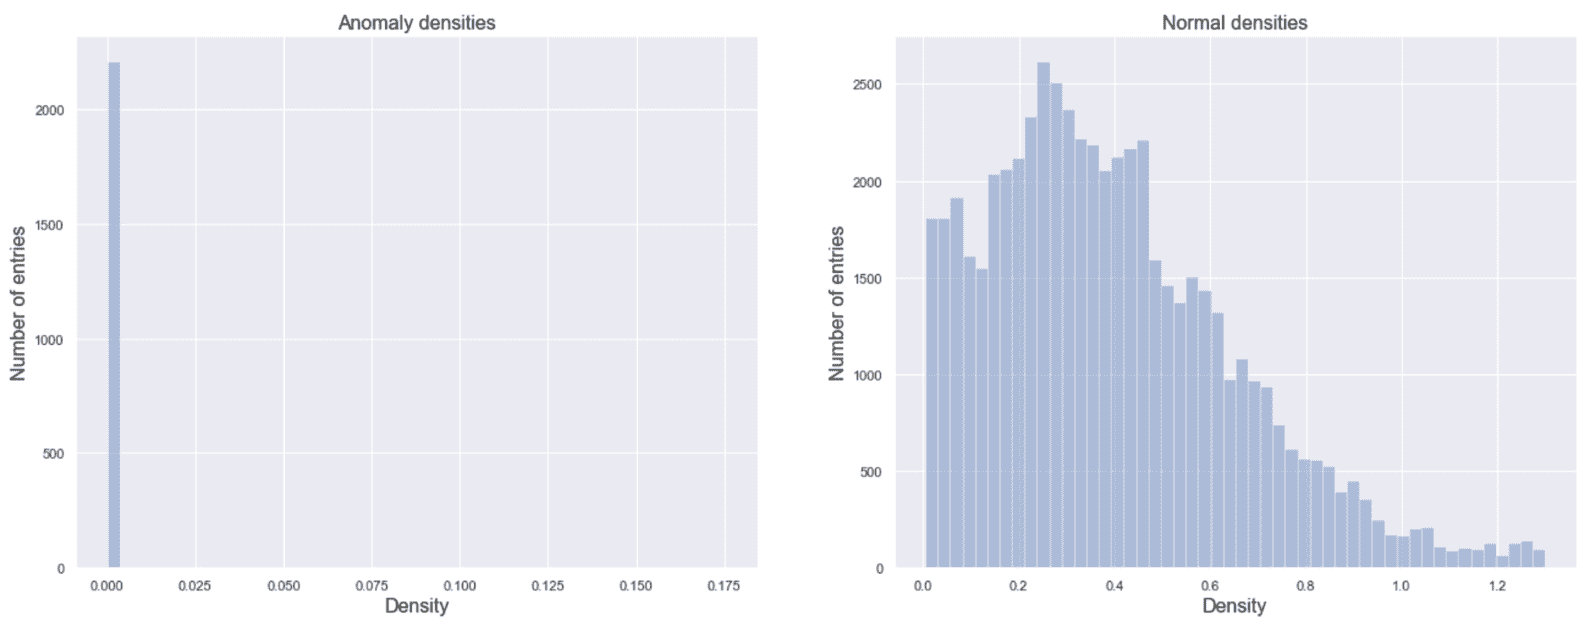 Anomaly densities
Number of entries
2000
1500
1000
500
0
0.000 0.025 0.050 0.075 0.100 0.125 0.150 0.175
Density
Normal densities
Number of entries
2500
2000
1500
1000
500
0
0.0 0.2 0.4 0.6 0.8 1.0 1.2
Density